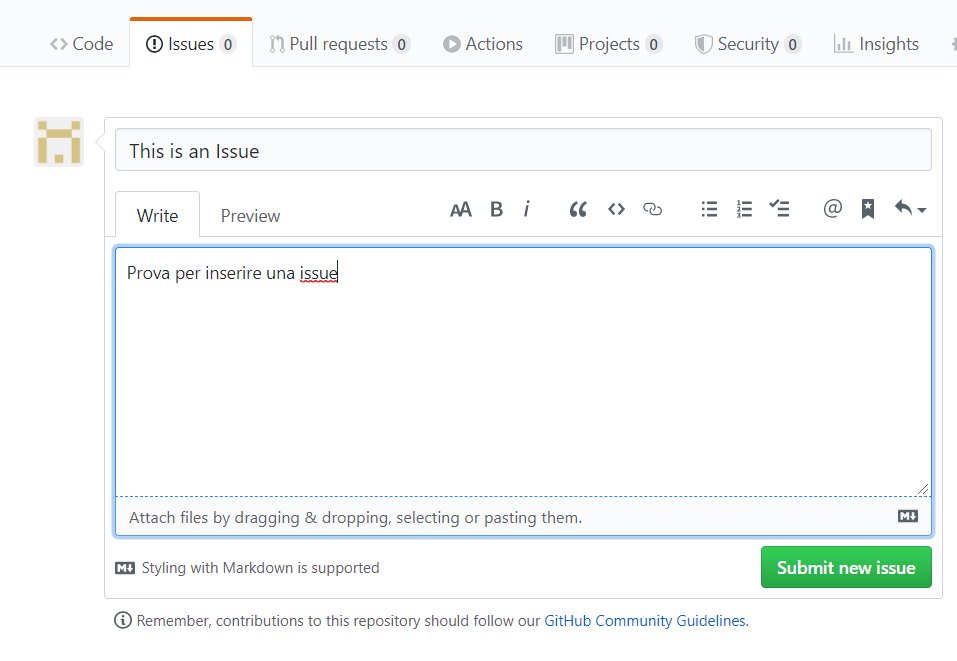 Code Issues 0 Pull requests 0 Actions Projects 0 Security 0 Insights
This is an Issue
Write Preview AA B i @
Prova per inserire una issue
Attach files by dragging & dropping, selecting or pasting them.
Styling with Markdown is supported Submit new issue
Remember, contributions to this repository should follow our GitHub Community Guidelines.